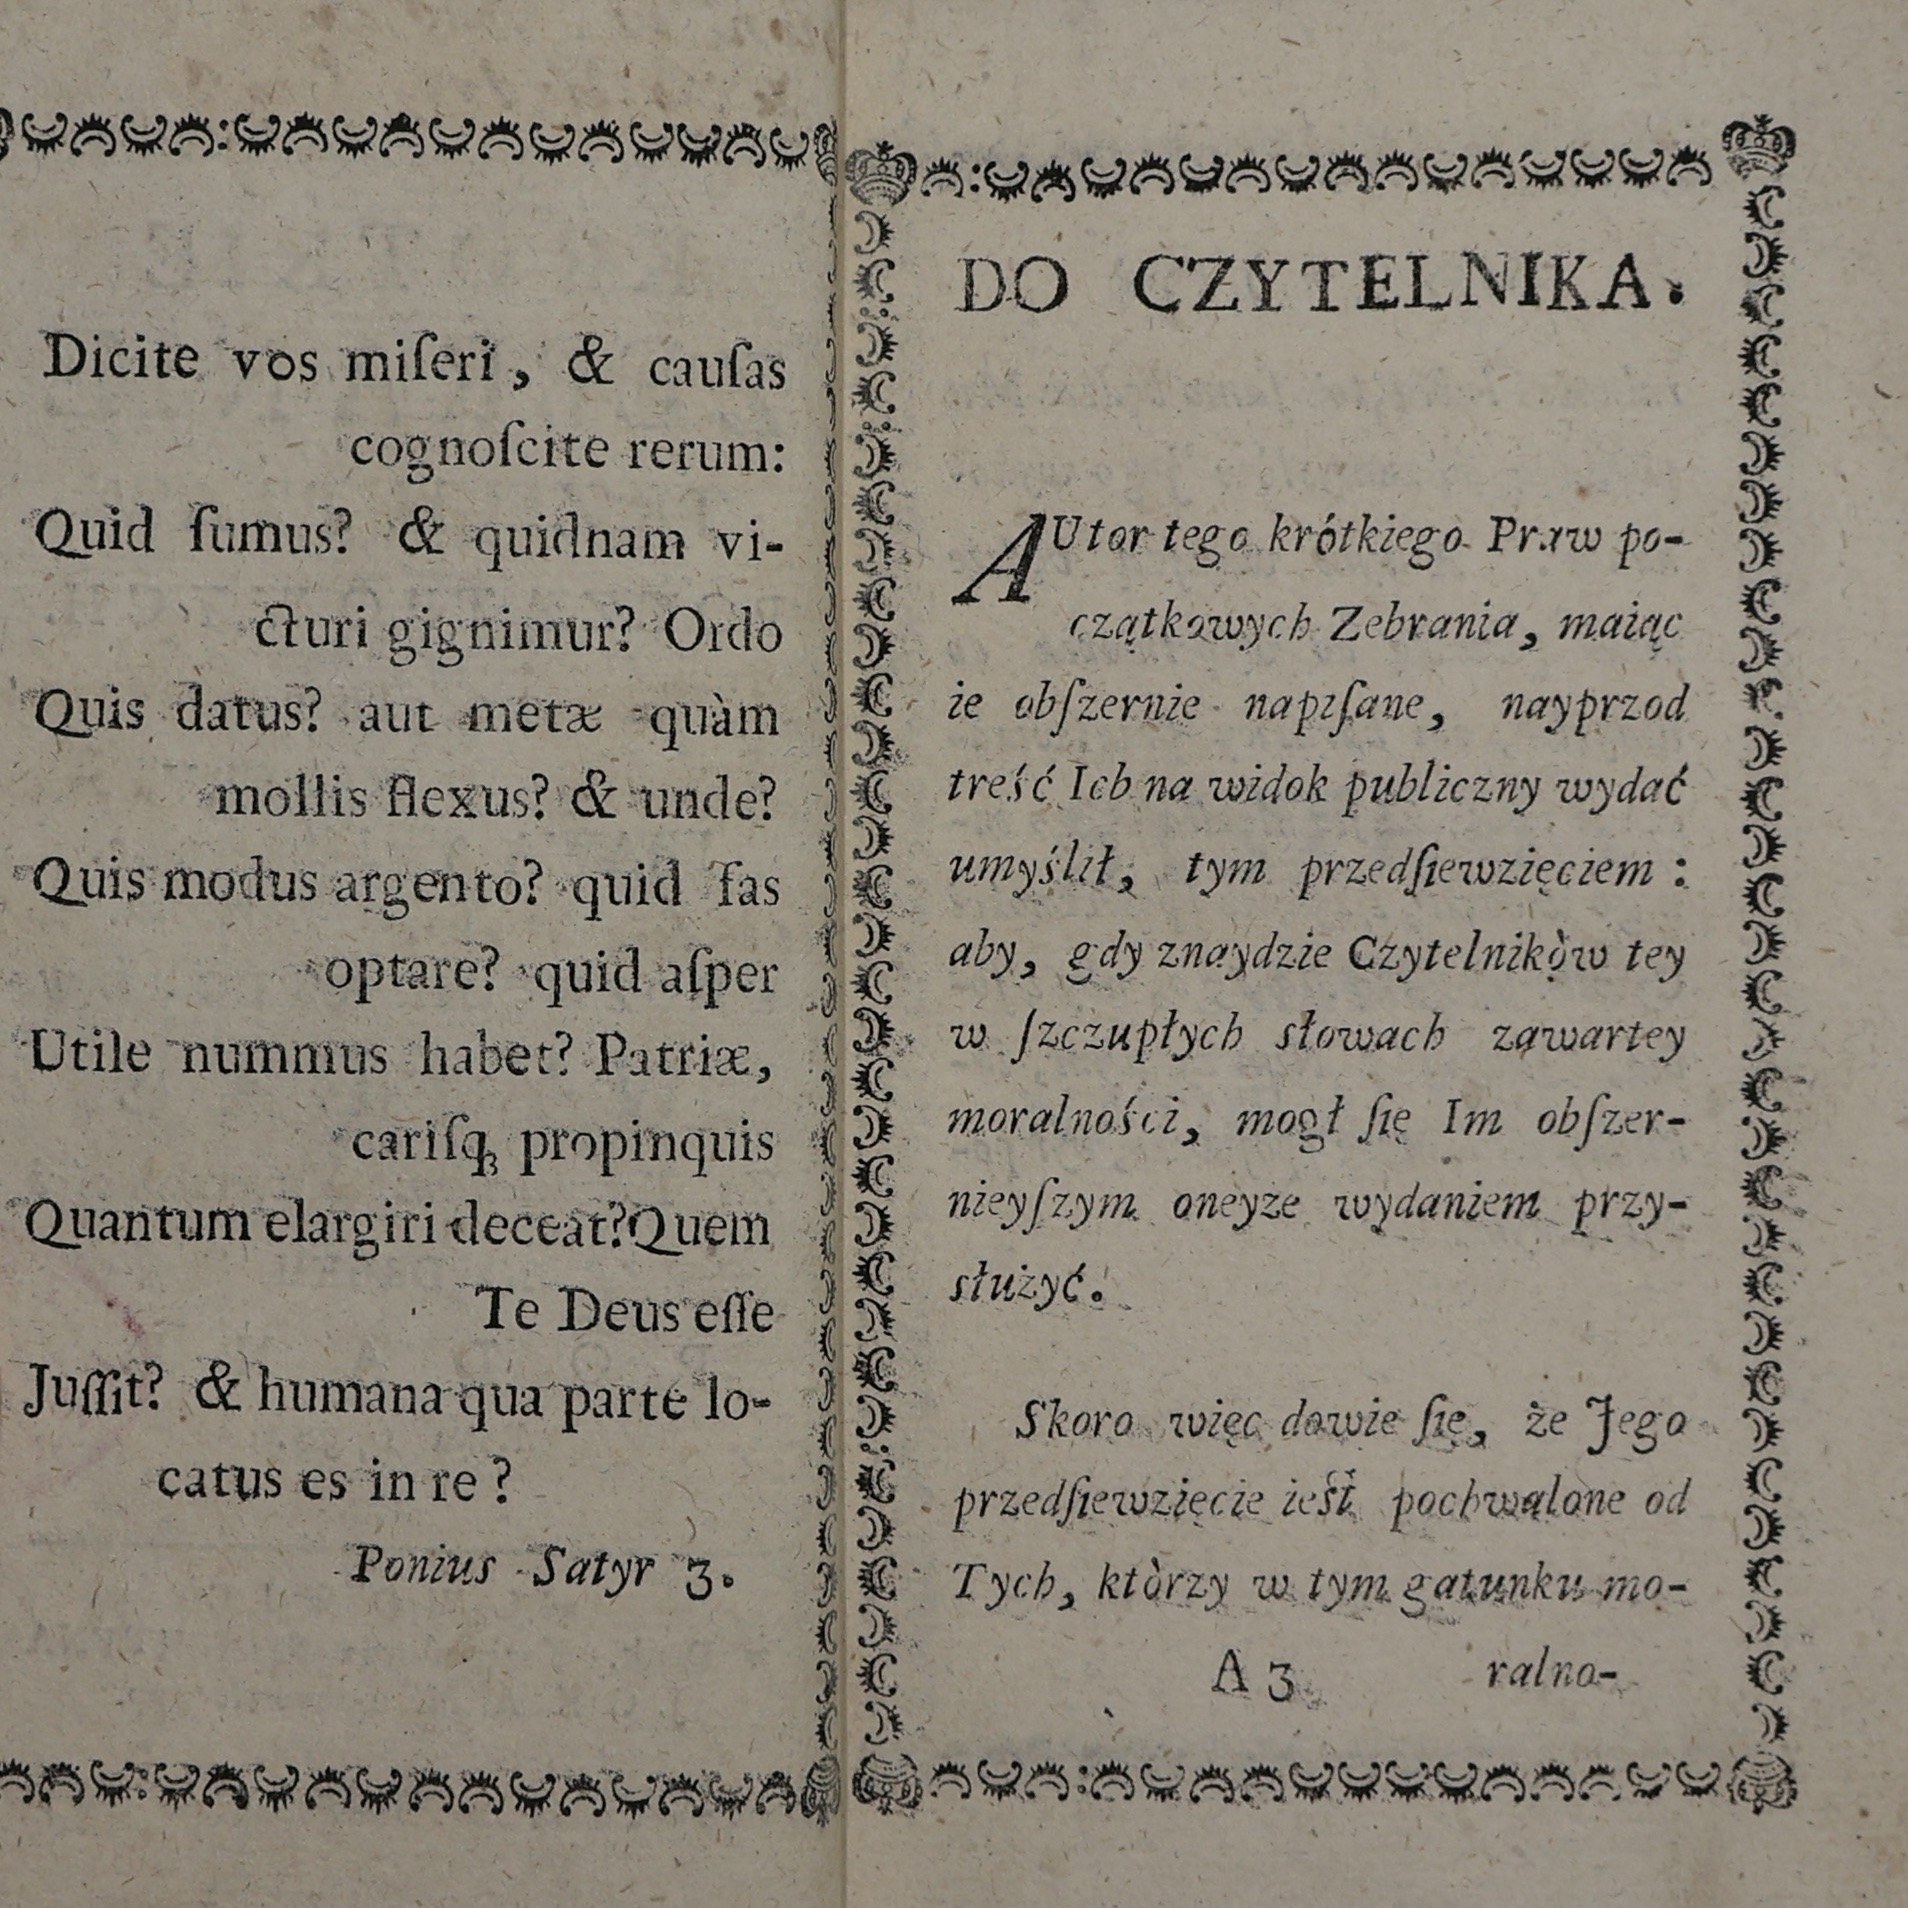 Dicite vos miſeri, & cauſas
cognoſcite rerum:
Quid ſumus? & quidnam vi-
cturi gignimur? Ordo
Quis datus? aut metæ quàm
mollis flexus? & unde?
Quis modus argento? quid fas
optare? quid aſper
Utile nummus habet? Patriæ,
cariſqꝫ propinquis
Quantum elargiri deceat? Quem
Te Deus eſſe
Juſſit? & humana qua parte lo-
catus es in re?
Ponius Satyr 3.
DO CZYTELNIKA.
AUtor tego krótkiego Praw po-
czątkowych Zebrania, maiąc
ie obſzernie napiſane, nayprzod
treść Ich na widok publiczny wydać
umyślił, tym przedſiewzięciem:
aby, gdy znaydzie Czytelnikòw tey
w ſzczupłych słowach zawartey
moralności, mogł ſię Im obſzer-
nieyſzym oneyze wydaniem przy-
służyć.
Skoro więc dowie ſię, że Jego
przedſiewzięcie ieſt pochwalone od
Tych, ktòrzy w tym gatunku mo-
A 3 ralno-